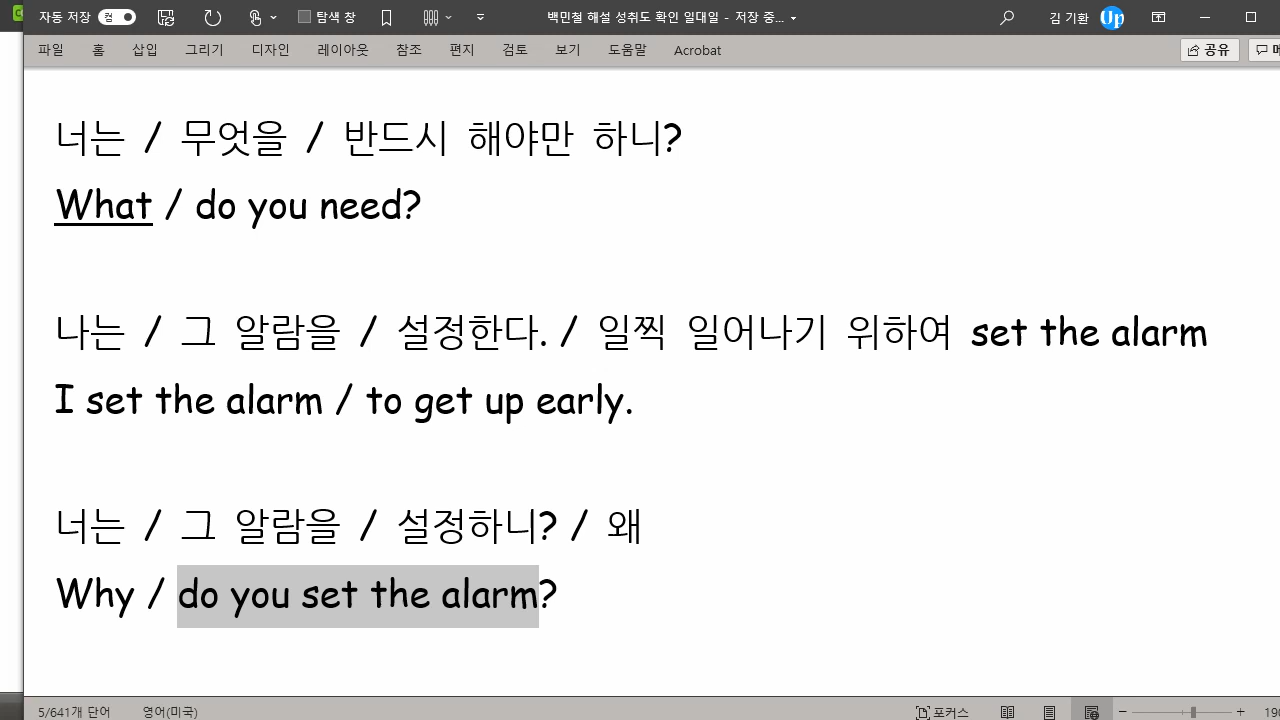 자동 저장 컴 탐색 창 백민철 해설 성취도 확인 일대일 - 저장 중... 김 기환 Up
파일 홈 삽입 그리기 디자인 레이아웃 참조 편지 검토 보기 도움말 Acrobat 공유
너는 / 무엇을 / 반드시 해야만 하니?
What / do you need?
나는 / 그 알람을 / 설정한다. / 일찍 일어나기 위하여 set the alarm
I set the alarm / to get up early.
너는 / 그 알람을 / 설정하니? / 왜
Why / do you set the alarm?
5/641개 단어 영어(미국) 포커스